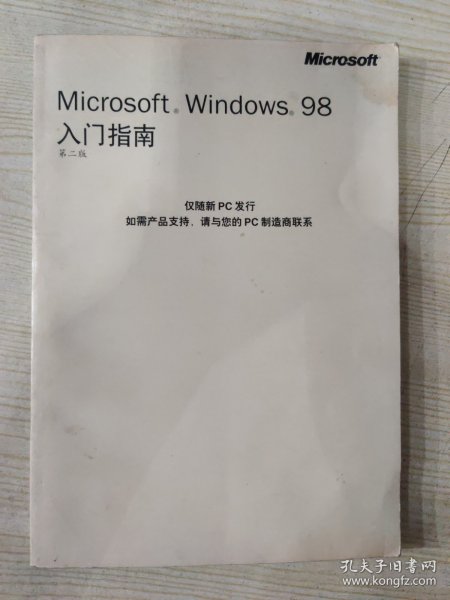 Microsoft
Microsoft® Windows® 98
入门指南
第二版
仅随新 PC 发行
如需产品支持，请与您的 PC 制造商联系
孔夫子旧书网
www.kongfz.com